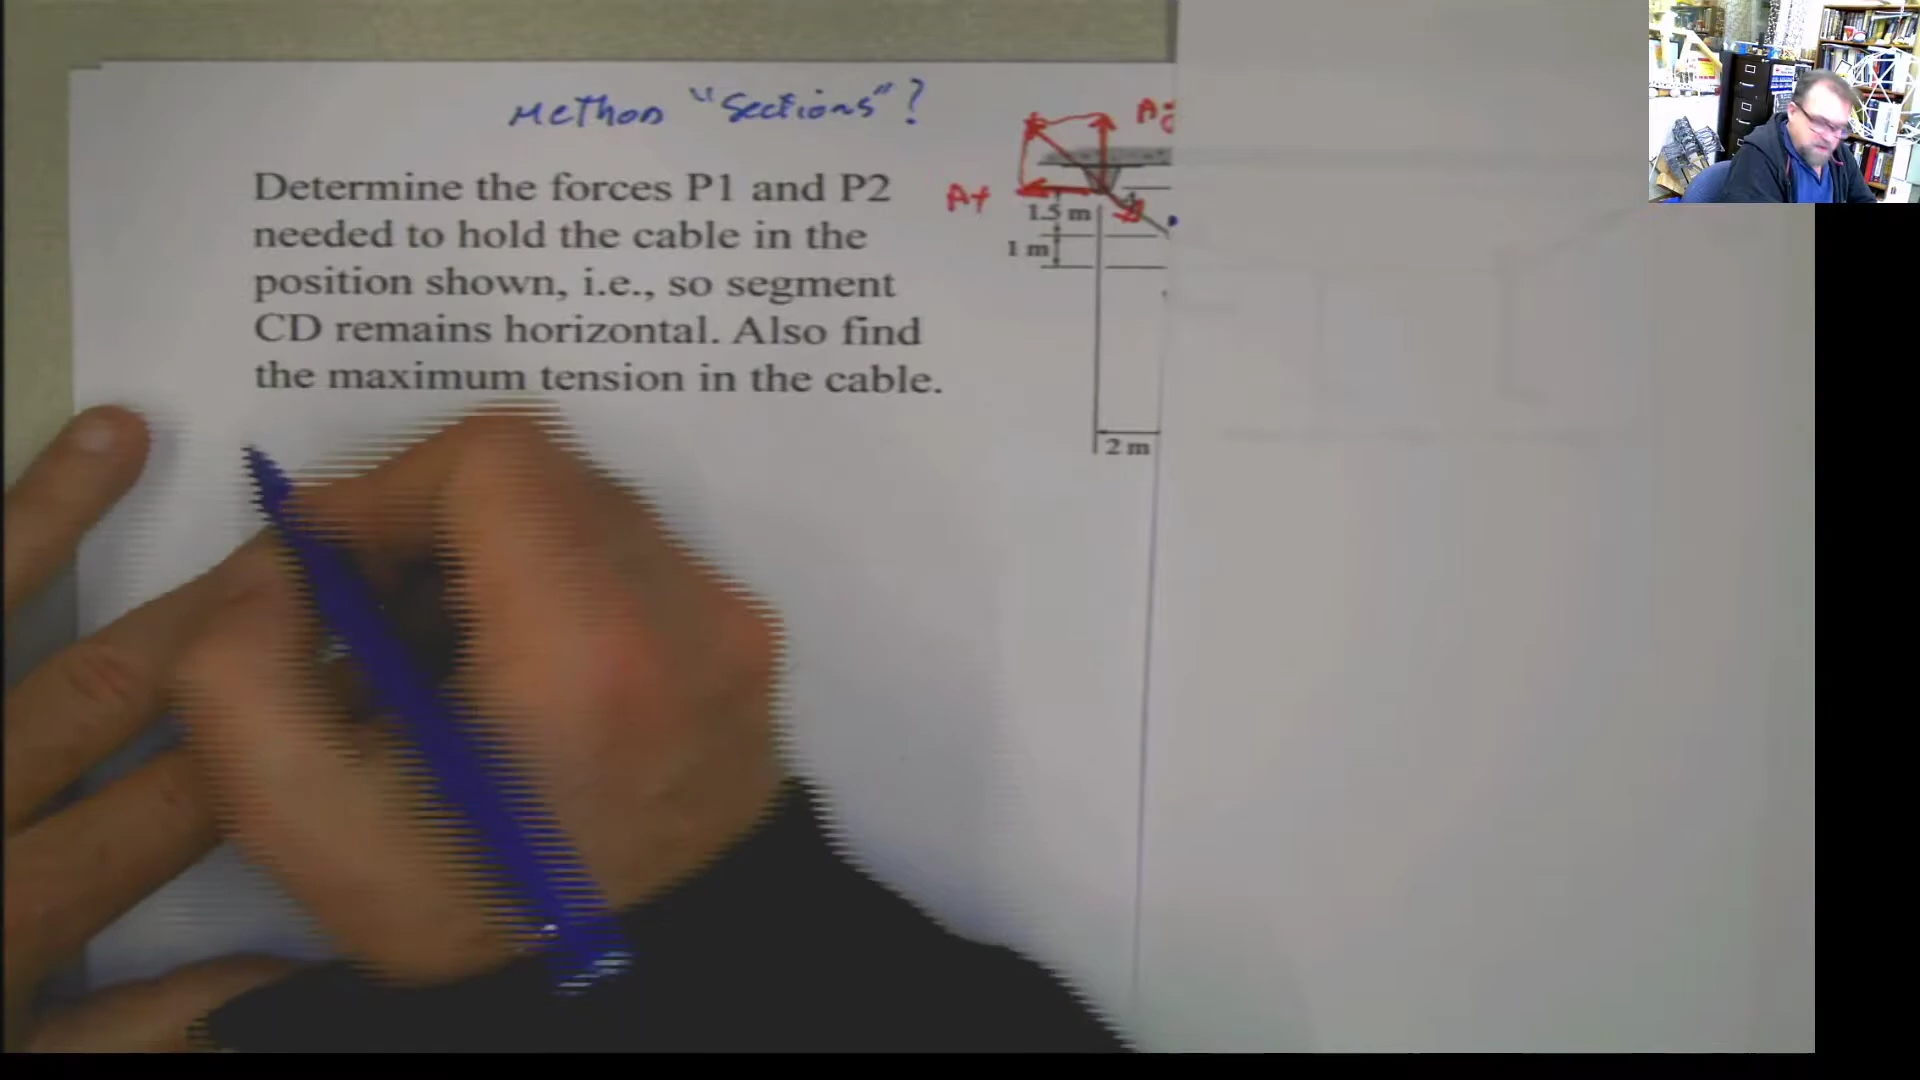 Method "Sections"?
Determine the forces P1 and P2
needed to hold the cable in the
position shown, i.e., so segment
CD remains horizontal. Also find
the maximum tension in the cable.
1.5 m
1 m
2 m